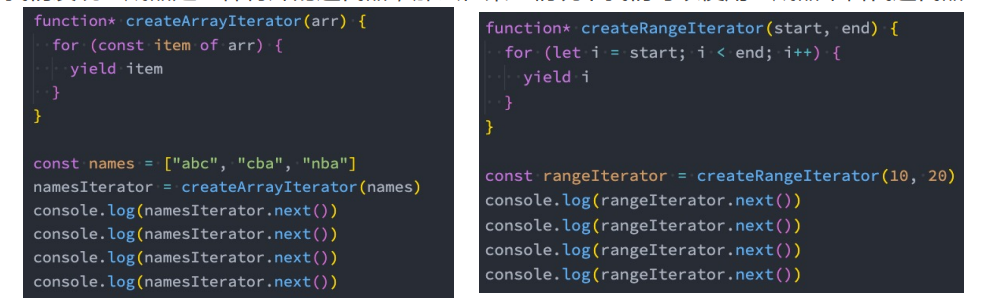 function* createArrayIterator(arr) {
  for (const item of arr) {
    yield item
  }
}

const names = ["abc", "cba", "nba"]
namesIterator = createArrayIterator(names)
console.log(namesIterator.next())
console.log(namesIterator.next())
console.log(namesIterator.next())
console.log(namesIterator.next())

function* createRangeIterator(start, end) {
  for (let i = start; i < end; i++) {
    yield i
  }
}

const rangeIterator = createRangeIterator(10, 20)
console.log(rangeIterator.next())
console.log(rangeIterator.next())
console.log(rangeIterator.next())
console.log(rangeIterator.next())